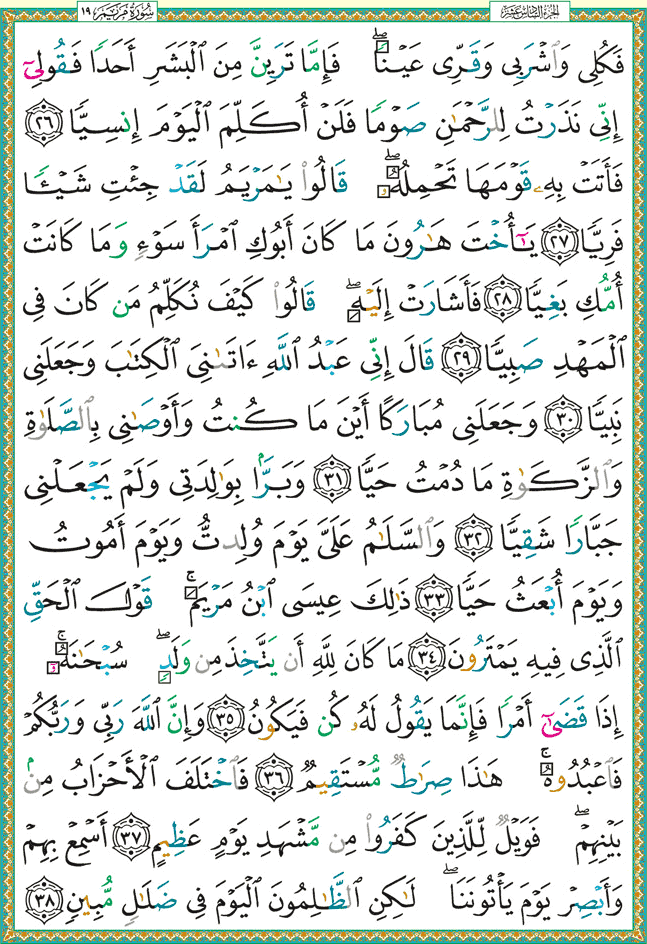 سُورَةُ مَرْيَمَ ١٩
الجزء السادس عشر
فَكُلِى وَٱشْرَبِى وَقَرِّى عَيْنًاۖ فَإِمَّا تَرَيِنَّ مِنَ ٱلْبَشَرِ أَحَدًا فَقُولِىٓ
إِنِّى نَذَرْتُ لِلرَّحْمَٰنِ صَوْمًا فَلَنْ أُكَلِّمَ ٱلْيَوْمَ إِنسِيًّا ٢٦
فَأَتَتْ بِهِۦ قَوْمَهَا تَحْمِلُهُۥۖ قَالُوا۟ يَٰمَرْيَمُ لَقَدْ جِئْتِ شَيْـًٔا
فَرِيًّا ٢٧ يَٰٓأُخْتَ هَٰرُونَ مَا كَانَ أَبُوكِ ٱمْرَأَ سَوْءٍ وَمَا كَانَتْ
أُمُّكِ بَغِيًّا ٢٨ فَأَشَارَتْ إِلَيْهِۖ قَالُوا۟ كَيْفَ نُكَلِّمُ مَن كَانَ فِى
ٱلْمَهْدِ صَبِيًّا ٢٩ قَالَ إِنِّى عَبْدُ ٱللَّهِ ءَاتَىٰنِىَ ٱلْكِتَٰبَ وَجَعَلَنِى
نَبِيًّا ٣٠ وَجَعَلَنِى مُبَارَكًا أَيْنَ مَا كُنتُ وَأَوْصَٰنِى بِٱلصَّلَوٰةِ
وَٱلزَّكَوٰةِ مَا دُمْتُ حَيًّا ٣١ وَبَرًّۢا بِوَٰلِدَتِى وَلَمْ يَجْعَلْنِى
جَبَّارًا شَقِيًّا ٣٢ وَٱلسَّلَٰمُ عَلَىَّ يَوْمَ وُلِدتُّ وَيَوْمَ أَمُوتُ
وَيَوْمَ أُبْعَثُ حَيًّا ٣٣ ذَٰلِكَ عِيسَى ٱبْنُ مَرْيَمَۚ قَوْلَ ٱلْحَقِّ
ٱلَّذِى فِيهِ يَمْتَرُونَ ٣٤ مَا كَانَ لِلَّهِ أَن يَتَّخِذَ مِن وَلَدٍۖ سُبْحَٰنَهُۥٓۚ
إِذَا قَضَىٰٓ أَمْرًا فَإِنَّمَا يَقُولُ لَهُۥ كُن فَيَكُونُ ٣٥ وَإِنَّ ٱللَّهَ رَبِّى وَرَبُّكُمْ
فَٱعْبُدُوهُۚ هَٰذَا صِرَٰطٌ مُّسْتَقِيمٌ ٣٦ فَٱخْتَلَفَ ٱلْأَحْزَابُ مِنۢ
بَيْنِهِمْۖ فَوَيْلٌ لِّلَّذِينَ كَفَرُوا۟ مِن مَّشْهَدِ يَوْمٍ عَظِيمٍ ٣٧ أَسْمِعْ بِهِمْ
وَأَبْصِرْ يَوْمَ يَأْتُونَنَاۖ لَٰكِنِ ٱلظَّٰلِمُونَ ٱلْيَوْمَ فِى ضَلَٰلٍ مُّبِينٍ ٣٨